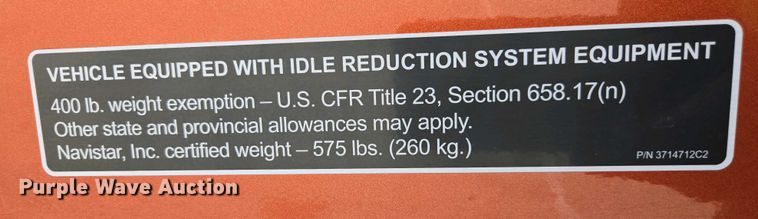 VEHICLE EQUIPPED WITH IDLE REDUCTION SYSTEM EQUIPMENT
400 lb. weight exemption – U.S. CFR Title 23, Section 658.17(n)
Other state and provincial allowances may apply.
Navistar, Inc. certified weight – 575 lbs. (260 kg.)
P/N 3714712C2
Purple Wave Auction